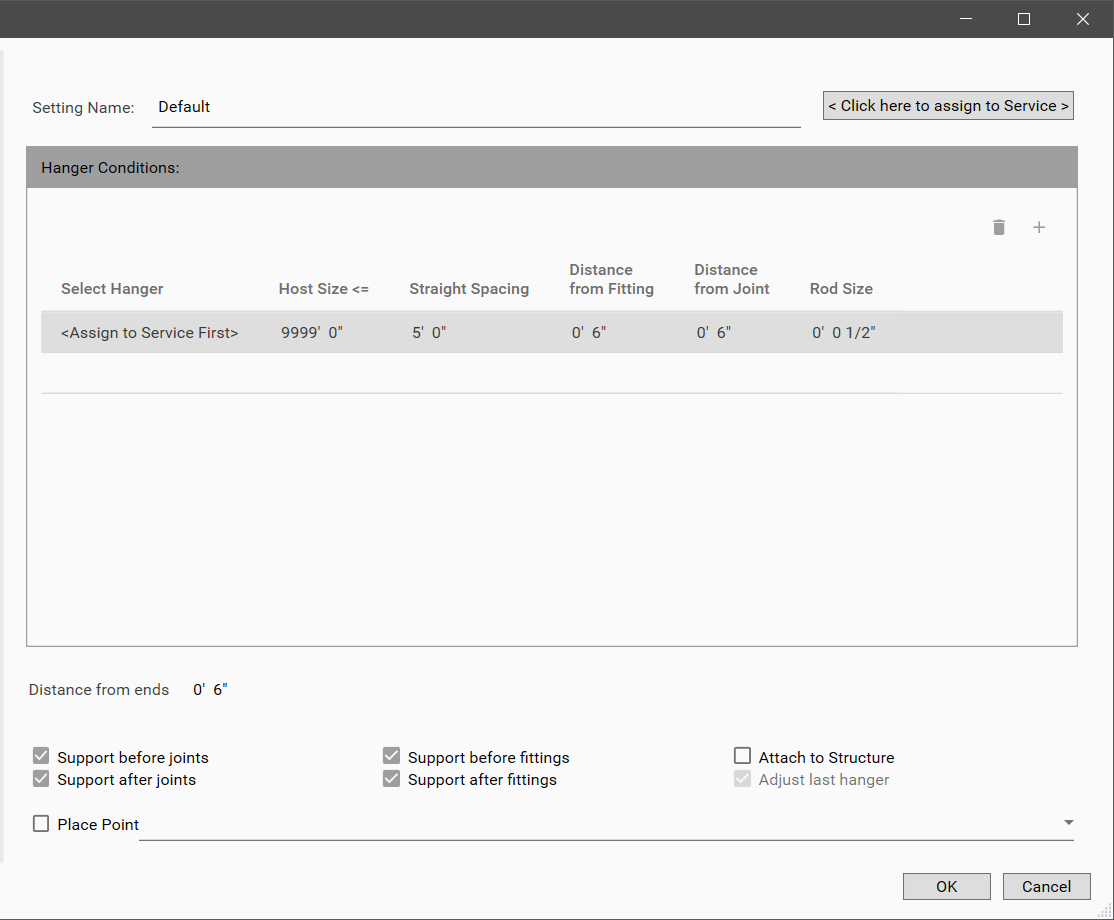 Setting Name: Default < Click here to assign to Service >
Hanger Conditions:
Select Hanger Host Size <= Straight Spacing Distance from Fitting Distance from Joint Rod Size
<Assign to Service First> 9999' 0" 5' 0" 0' 6" 0' 6" 0' 0 1/2"
Distance from ends 0' 6"
Support before joints Support before fittings Attach to Structure
Support after joints Support after fittings Adjust last hanger
Place Point
OK Cancel